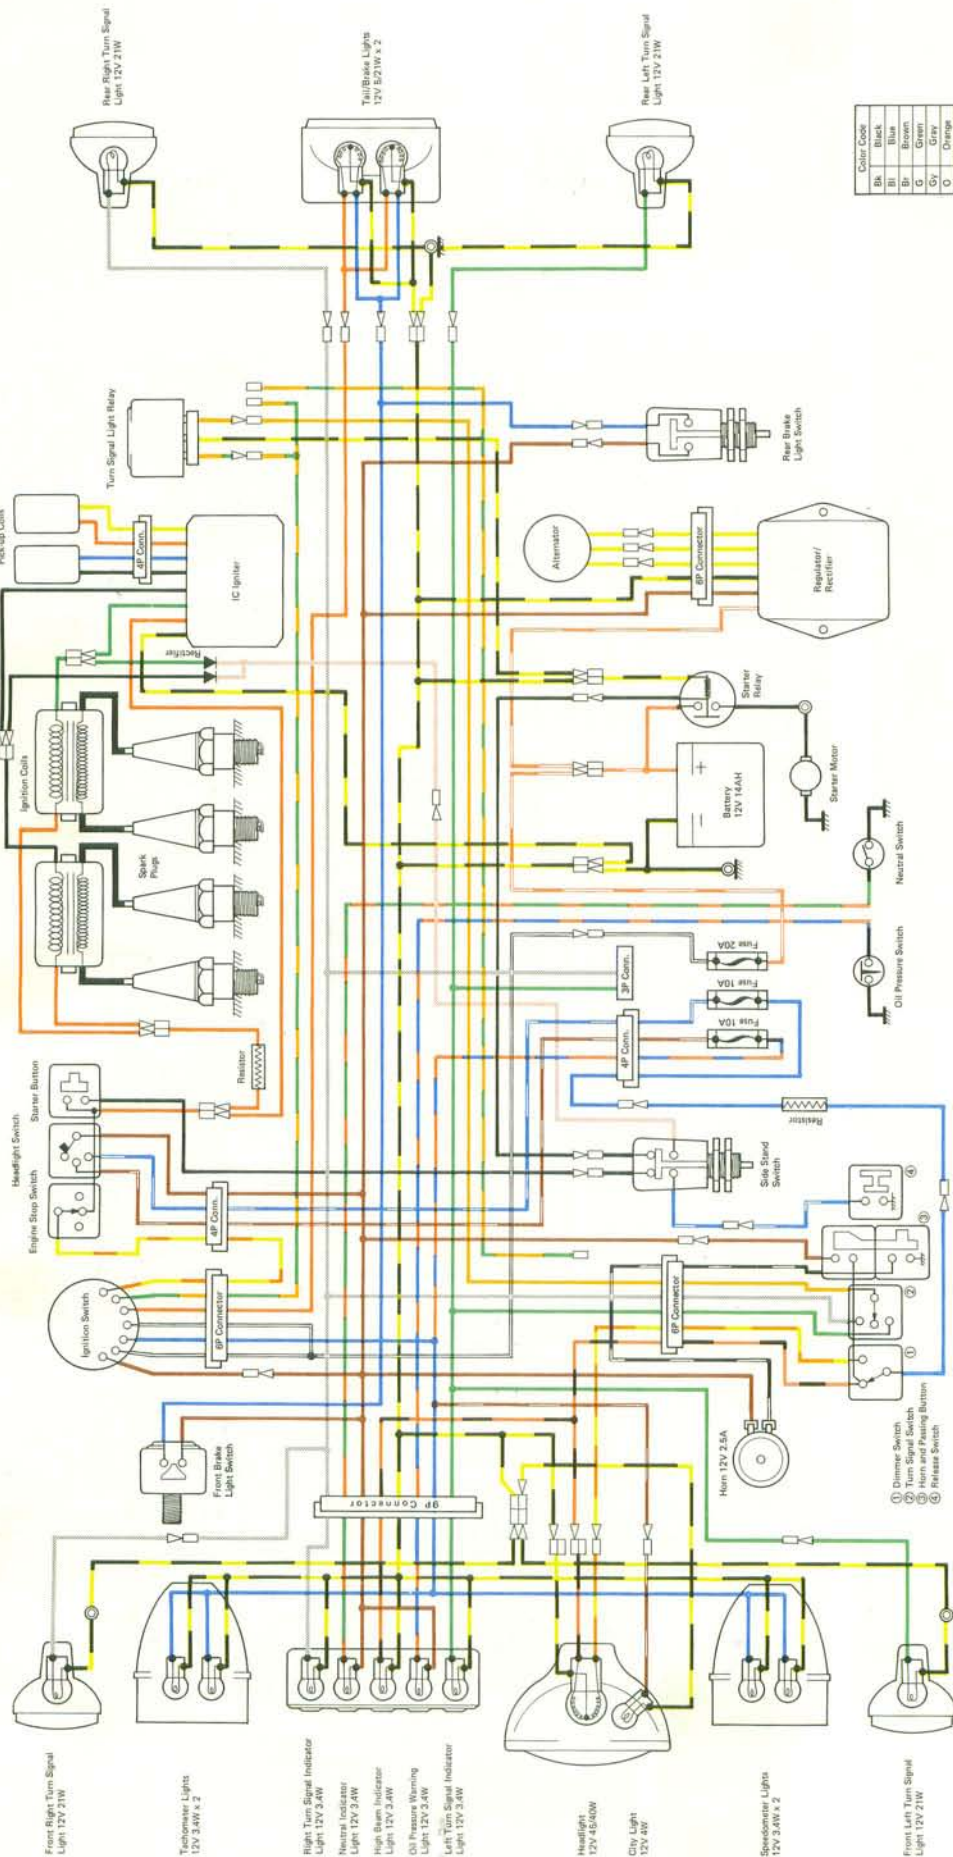 Rear Right Turn Signal
Light 12V 21W
Tail/Brake Lights
12V 5/21W x 2
Rear Left Turn Signal
Light 12V 21W
Color Code
Bk Black
Bl Blue
Br Brown
G Green
Gy Gray
O Orange
Turn Signal Light Relay
Rear Brake
Light Switch
Pick-up Coils
4P Conn.
IC Igniter
Alternator
6P Connector
Regulator/
Rectifier
Rectifier
Ignition Coils
Spark
Plugs
Starter
Relay
Battery
12V 14AH
Starter Motor
Neutral Switch
Oil Pressure Switch
Fuse 20A
Fuse 10A
Fuse 10A
3P Conn.
4P Conn.
Resistor
Resistor
Starter Button
Headlight Switch
Engine Stop Switch
4P Conn.
Side Stand
Switch
Ignition Switch
6P Connector
6P Connector
④
③
②
①
Front Brake
Light Switch
Horn 12V 2.5A
① Dimmer Switch
② Turn Signal Switch
③ Horn and Passing Button
④ Release Switch
9P Connector
Front Right Turn Signal
Light 12V 21W
Tachometer Lights
12V 3.4W x 2
Right Turn Signal Indicator
Light 12V 3.4W
Neutral Indicator
Light 12V 3.4W
High Beam Indicator
Light 12V 3.4W
Oil Pressure Warning
Light 12V 3.4W
Left Turn Signal Indicator
Light 12V 3.4W
Headlight
12V 45/40W
City Light
12V 4W
Speedometer Lights
12V 3.4W x 2
Front Left Turn Signal
Light 12V 21W